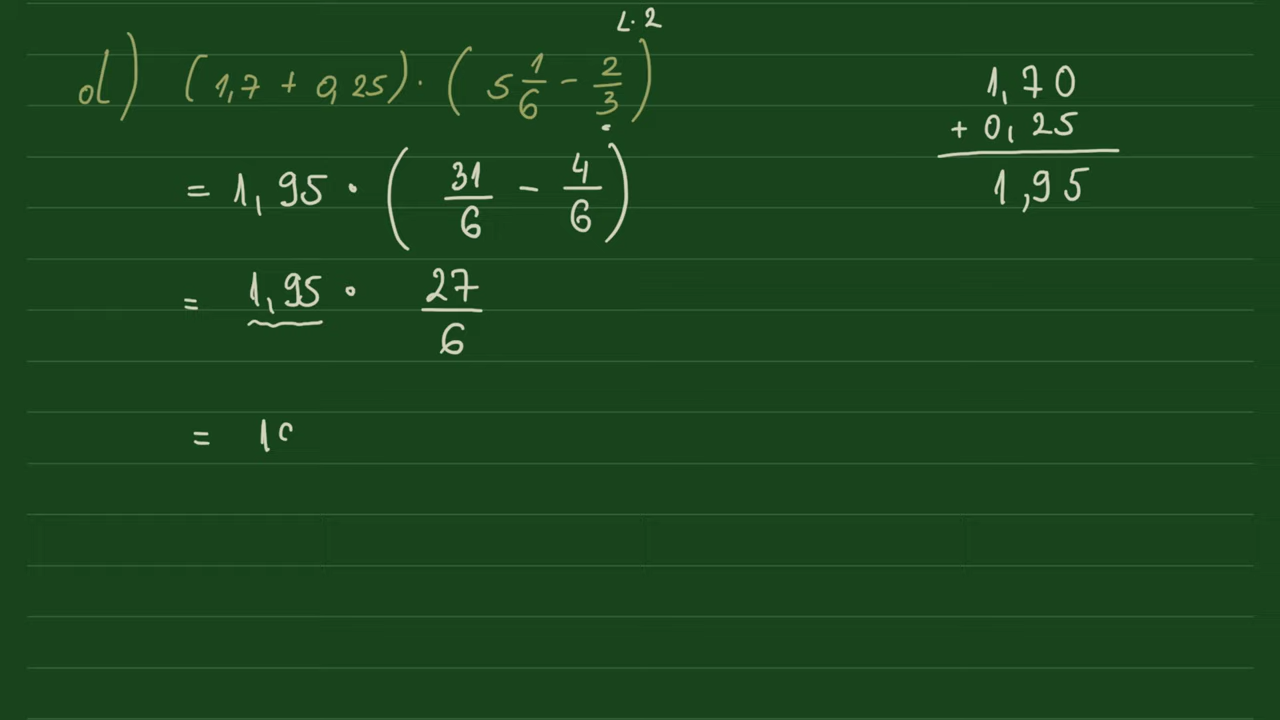 ∠·2
d) (1,7 + 0,25) · (5 1/6 − 2/3)
= 1,95 · (31/6 − 4/6)
= 1,95 · 27/6
= 19
1,70
+ 0,25
1,95